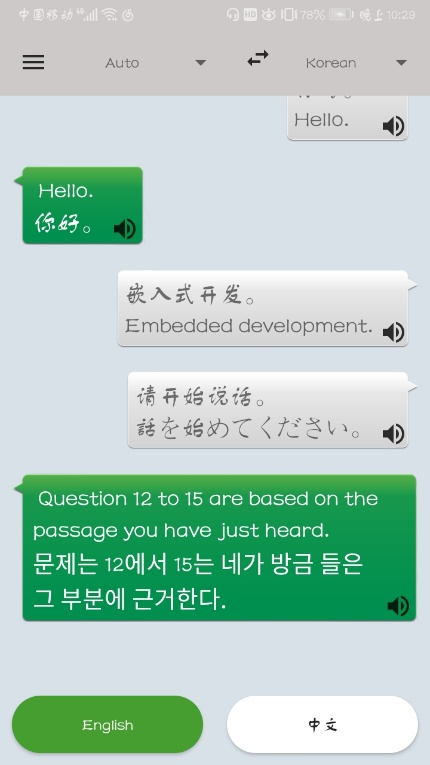 中国移动 4G HD 78% 10:29
Auto Korean
Hello.
Hello.
你好。
嵌入式开发。
Embedded development.
请开始说话。
話を始めてください。
Question 12 to 15 are based on the
passage you have just heard.
문제는 12에서 15는 네가 방금 들은
그 부분에 근거한다.
English 中文